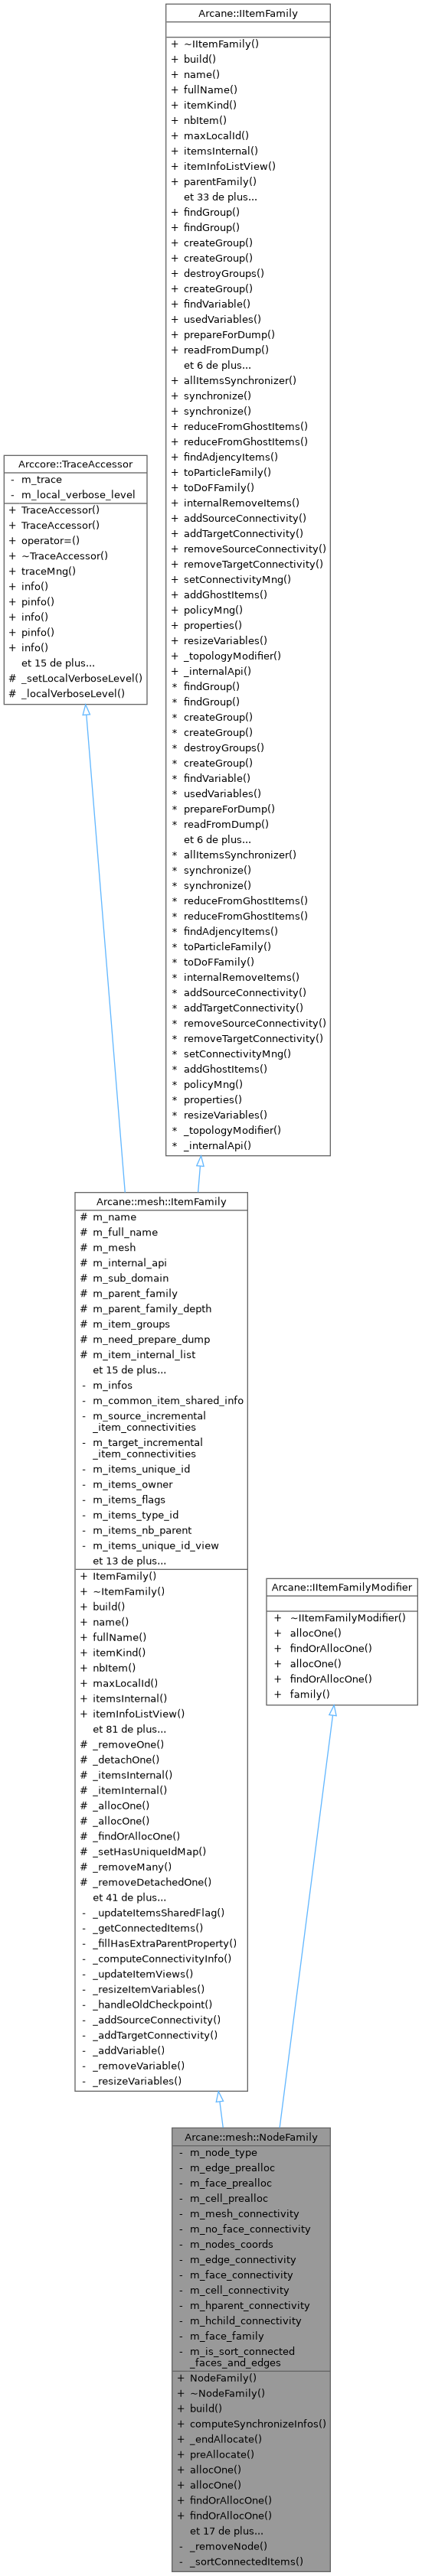 Arcane::IItemFamily
+ ~IItemFamily()
+ build()
+ name()
+ fullName()
+ itemKind()
+ nbItem()
+ maxLocalId()
+ itemsInternal()
+ itemInfoListView()
+ parentFamily()
et 33 de plus...
+ findGroup()
+ findGroup()
+ createGroup()
+ createGroup()
+ destroyGroups()
+ createGroup()
+ findVariable()
+ usedVariables()
+ prepareForDump()
+ readFromDump()
et 6 de plus...
+ allItemsSynchronizer()
+ synchronize()
+ synchronize()
+ reduceFromGhostItems()
+ reduceFromGhostItems()
+ findAdjencyItems()
+ toParticleFamily()
+ toDoFFamily()
+ internalRemoveItems()
+ addSourceConnectivity()
+ addTargetConnectivity()
+ removeSourceConnectivity()
+ removeTargetConnectivity()
+ setConnectivityMng()
+ addGhostItems()
+ policyMng()
+ properties()
+ resizeVariables()
+ _topologyModifier()
+ _internalApi()
* findGroup()
* findGroup()
* createGroup()
* createGroup()
* destroyGroups()
* createGroup()
* findVariable()
* usedVariables()
* prepareForDump()
* readFromDump()
et 6 de plus...
* allItemsSynchronizer()
* synchronize()
* synchronize()
* reduceFromGhostItems()
* reduceFromGhostItems()
* findAdjencyItems()
* toParticleFamily()
* toDoFFamily()
* internalRemoveItems()
* addSourceConnectivity()
* addTargetConnectivity()
* removeSourceConnectivity()
* removeTargetConnectivity()
* setConnectivityMng()
* addGhostItems()
* policyMng()
* properties()
* resizeVariables()
* _topologyModifier()
* _internalApi()
Arccore::TraceAccessor
- m_trace
- m_local_verbose_level
+ TraceAccessor()
+ TraceAccessor()
+ operator=()
+ ~TraceAccessor()
+ traceMng()
+ info()
+ pinfo()
+ info()
+ pinfo()
+ info()
et 15 de plus...
# _setLocalVerboseLevel()
# _localVerboseLevel()
Arcane::mesh::ItemFamily
# m_name
# m_full_name
# m_mesh
# m_internal_api
# m_sub_domain
# m_parent_family
# m_parent_family_depth
# m_item_groups
# m_need_prepare_dump
# m_item_internal_list
et 15 de plus...
- m_infos
- m_common_item_shared_info
- m_source_incremental
_item_connectivities
- m_target_incremental
_item_connectivities
- m_items_unique_id
- m_items_owner
- m_items_flags
- m_items_type_id
- m_items_nb_parent
- m_items_unique_id_view
et 13 de plus...
+ ItemFamily()
+ ~ItemFamily()
+ build()
+ name()
+ fullName()
+ itemKind()
+ nbItem()
+ maxLocalId()
+ itemsInternal()
+ itemInfoListView()
et 81 de plus...
# _removeOne()
# _detachOne()
# _itemsInternal()
# _itemInternal()
# _allocOne()
# _allocOne()
# _findOrAllocOne()
# _setHasUniqueIdMap()
# _removeMany()
# _removeDetachedOne()
et 41 de plus...
- _updateItemsSharedFlag()
- _getConnectedItems()
- _fillHasExtraParentProperty()
- _computeConnectivityInfo()
- _updateItemViews()
- _resizeItemVariables()
- _handleOldCheckpoint()
- _addSourceConnectivity()
- _addTargetConnectivity()
- _addVariable()
- _removeVariable()
- _resizeVariables()
Arcane::IItemFamilyModifier
+ ~IItemFamilyModifier()
+ allocOne()
+ findOrAllocOne()
+ allocOne()
+ findOrAllocOne()
+ family()
Arcane::mesh::NodeFamily
- m_node_type
- m_edge_prealloc
- m_face_prealloc
- m_cell_prealloc
- m_mesh_connectivity
- m_no_face_connectivity
- m_nodes_coords
- m_edge_connectivity
- m_face_connectivity
- m_cell_connectivity
- m_hparent_connectivity
- m_hchild_connectivity
- m_face_family
- m_is_sort_connected
_faces_and_edges
+ NodeFamily()
+ ~NodeFamily()
+ build()
+ computeSynchronizeInfos()
+ _endAllocate()
+ preAllocate()
+ allocOne()
+ allocOne()
+ findOrAllocOne()
+ findOrAllocOne()
et 17 de plus...
- _removeNode()
- _sortConnectedItems()